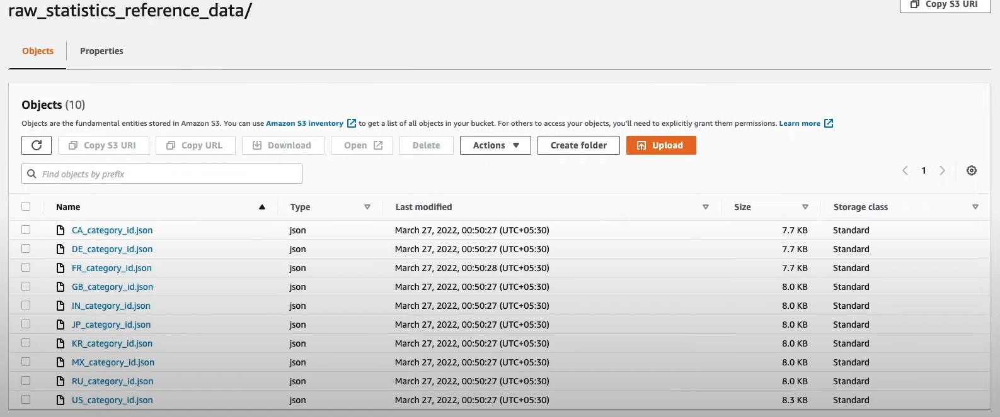 raw_statistics_reference_data/
Copy S3 URI
Objects
Properties
Objects (10)
Objects are the fundamental entities stored in Amazon S3. You can use Amazon S3 inventory to get a list of all objects in your bucket. For others to access your objects, you'll need to explicitly grant them permissions. Learn more
Copy S3 URI Copy URL Download Open Delete Actions Create folder Upload
Find objects by prefix
1
Name Type Last modified Size Storage class
CA_category_id.json json March 27, 2022, 00:50:27 (UTC+05:30) 7.7 KB Standard
DE_category_id.json json March 27, 2022, 00:50:27 (UTC+05:30) 7.7 KB Standard
FR_category_id.json json March 27, 2022, 00:50:28 (UTC+05:30) 7.7 KB Standard
GB_category_id.json json March 27, 2022, 00:50:27 (UTC+05:30) 8.0 KB Standard
IN_category_id.json json March 27, 2022, 00:50:27 (UTC+05:30) 8.0 KB Standard
JP_category_id.json json March 27, 2022, 00:50:27 (UTC+05:30) 8.0 KB Standard
KR_category_id.json json March 27, 2022, 00:50:27 (UTC+05:30) 8.0 KB Standard
MX_category_id.json json March 27, 2022, 00:50:27 (UTC+05:30) 8.0 KB Standard
RU_category_id.json json March 27, 2022, 00:50:27 (UTC+05:30) 8.0 KB Standard
US_category_id.json json March 27, 2022, 00:50:27 (UTC+05:30) 8.3 KB Standard